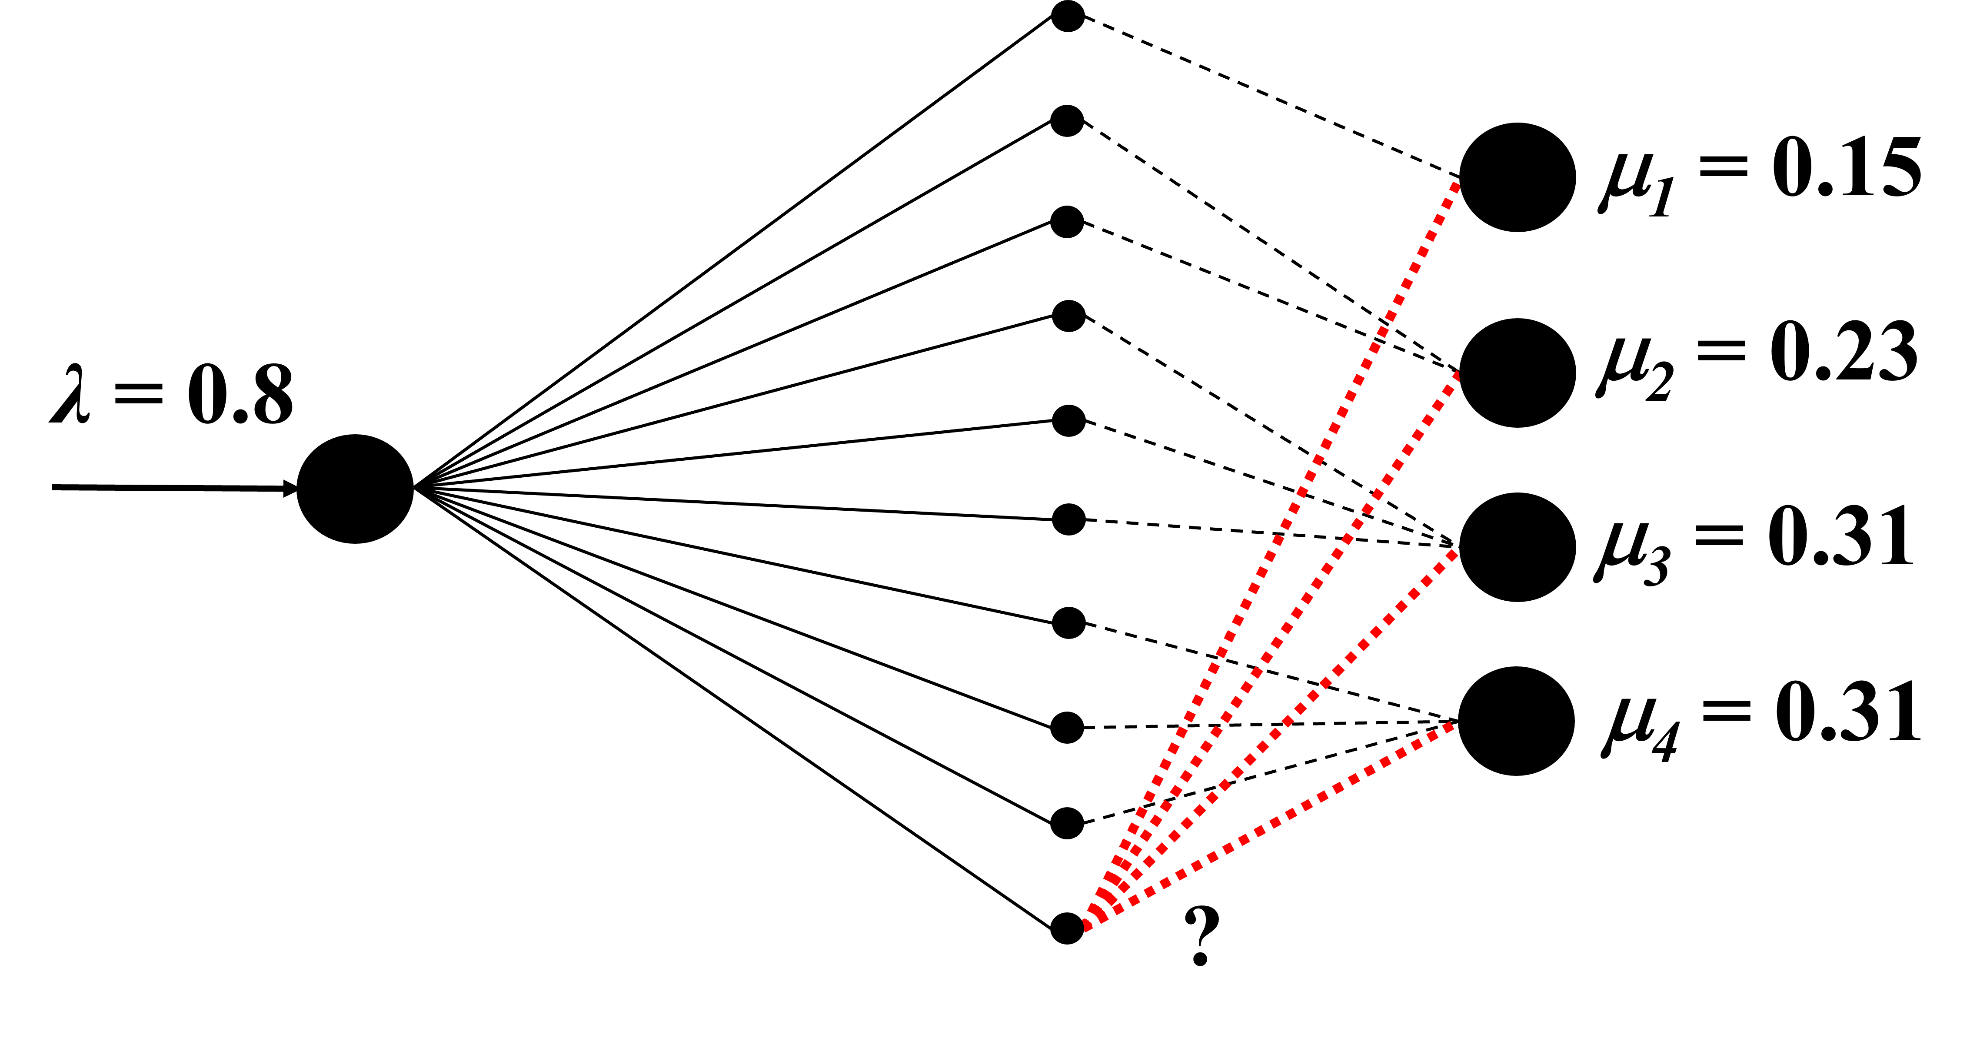 μ1 = 0.15
μ2 = 0.23
λ = 0.8
μ3 = 0.31
μ4 = 0.31
?